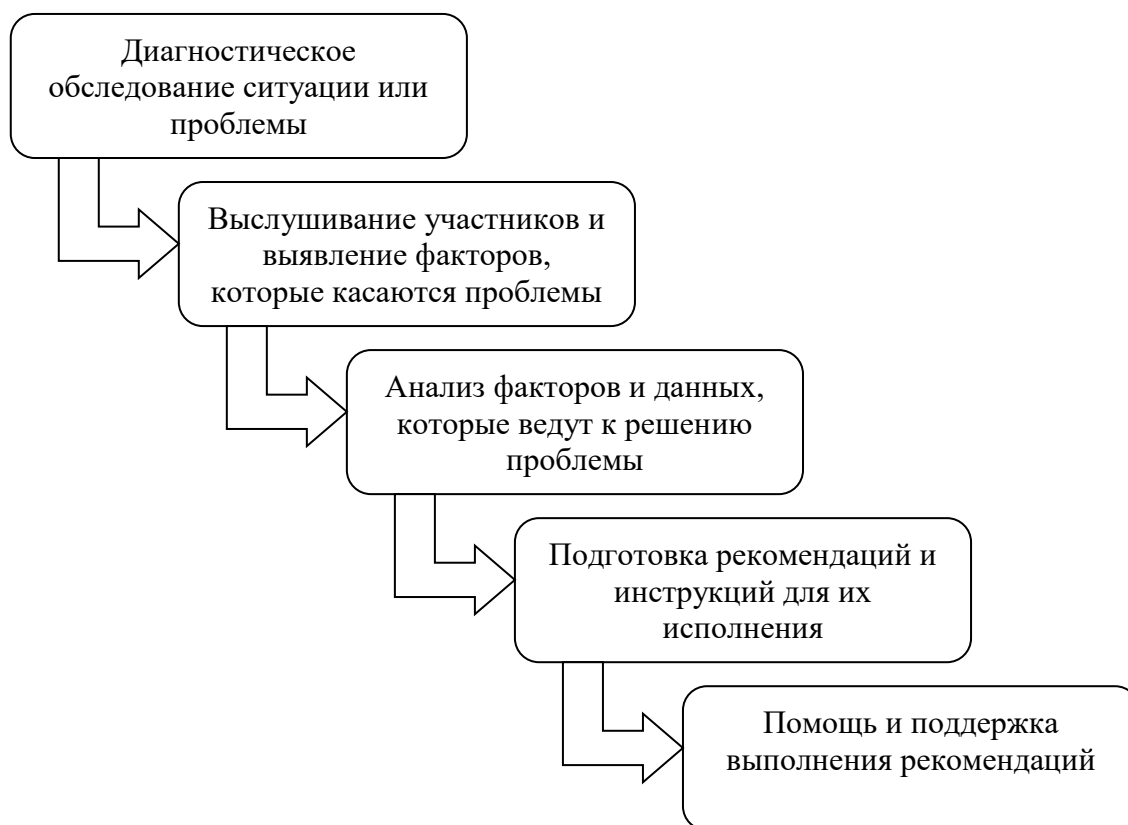 Диагностическое
обследование ситуации или
проблемы
Выслушивание участников и
выявление факторов,
которые касаются проблемы
Анализ факторов и данных,
которые ведут к решению
проблемы
Подготовка рекомендаций и
инструкций для их
исполнения
Помощь и поддержка
выполнения рекомендаций